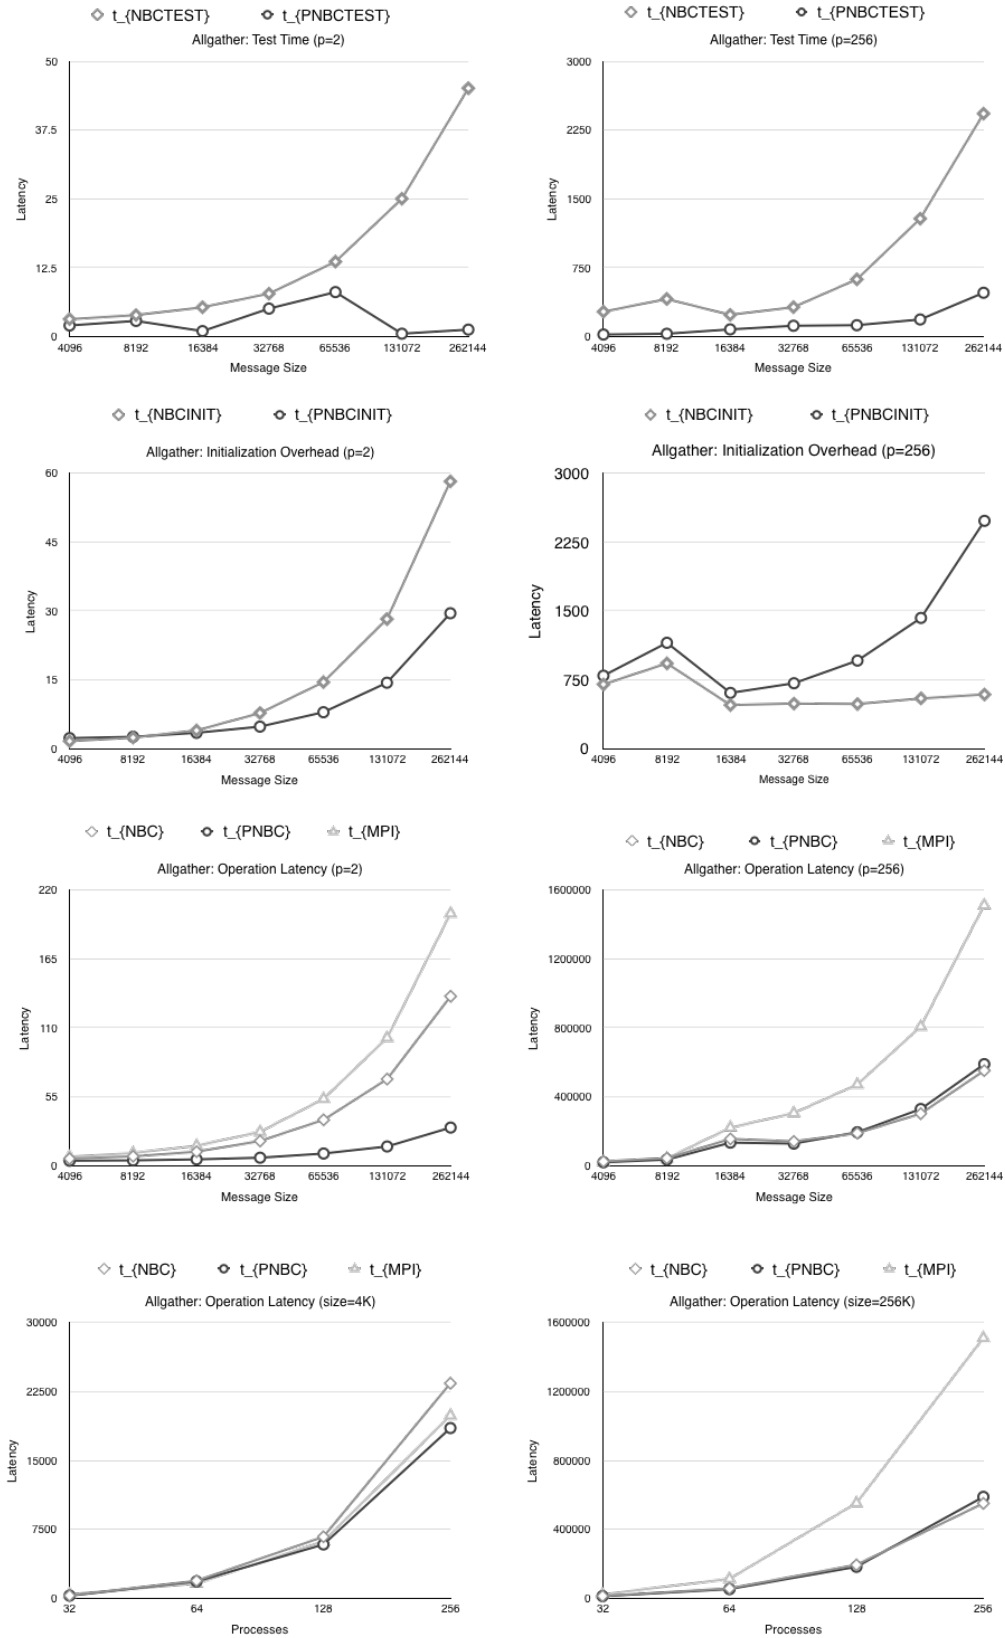 t_{NBCTEST} t_{PNBCTEST}
Allgather: Test Time (p=2)
50
37.5
25
12.5
0
Latency
4096 8192 16384 32768 65536 131072 262144
Message Size
t_{NBCTEST} t_{PNBCTEST}
Allgather: Test Time (p=256)
3000
2250
1500
750
0
Latency
4096 8192 16384 32768 65536 131072 262144
Message Size
t_{NBCINIT} t_{PNBCINIT}
Allgather: Initialization Overhead (p=2)
60
45
30
15
0
Latency
4096 8192 16384 32768 65536 131072 262144
Message Size
t_{NBCINIT} t_{PNBCINIT}
Allgather: Initialization Overhead (p=256)
3000
2250
1500
750
0
Latency
4096 8192 16384 32768 65536 131072 262144
Message Size
t_{NBC} t_{PNBC} t_{MPI}
Allgather: Operation Latency (p=2)
220
165
110
55
0
Latency
4096 8192 16384 32768 65536 131072 262144
Message Size
t_{NBC} t_{PNBC} t_{MPI}
Allgather: Operation Latency (p=256)
1600000
1200000
800000
400000
0
Latency
4096 8192 16384 32768 65536 131072 262144
Message Size
t_{NBC} t_{PNBC} t_{MPI}
Allgather: Operation Latency (size=4K)
30000
22500
15000
7500
0
Latency
32 64 128 256
Processes
t_{NBC} t_{PNBC} t_{MPI}
Allgather: Operation Latency (size=256K)
1600000
1200000
800000
400000
0
Latency
32 64 128 256
Processes